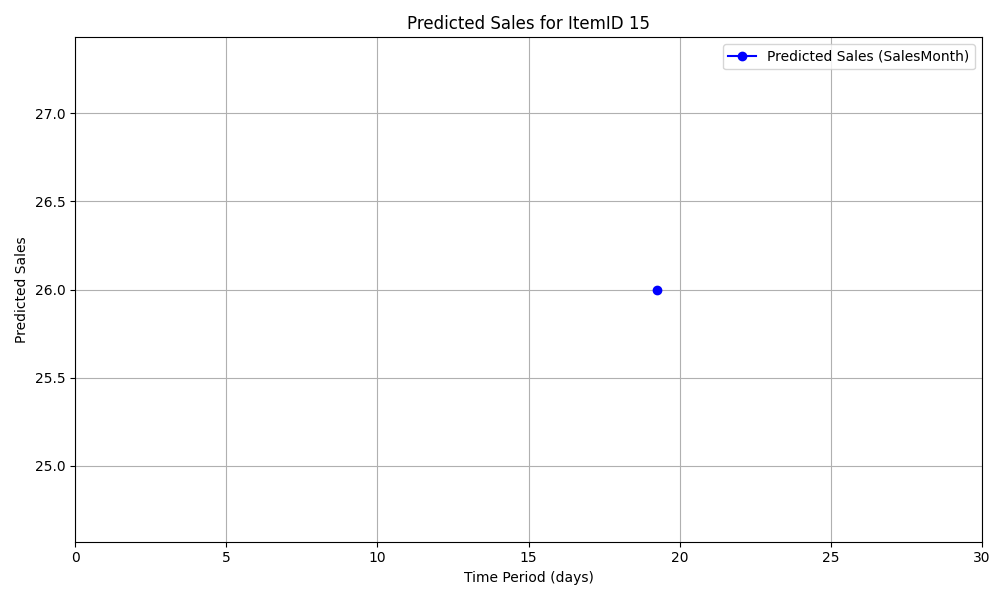 Predicted Sales for ItemID 15
Predicted Sales (SalesMonth)
Predicted Sales
27.0
26.5
26.0
25.5
25.0
0 5 10 15 20 25 30
Time Period (days)